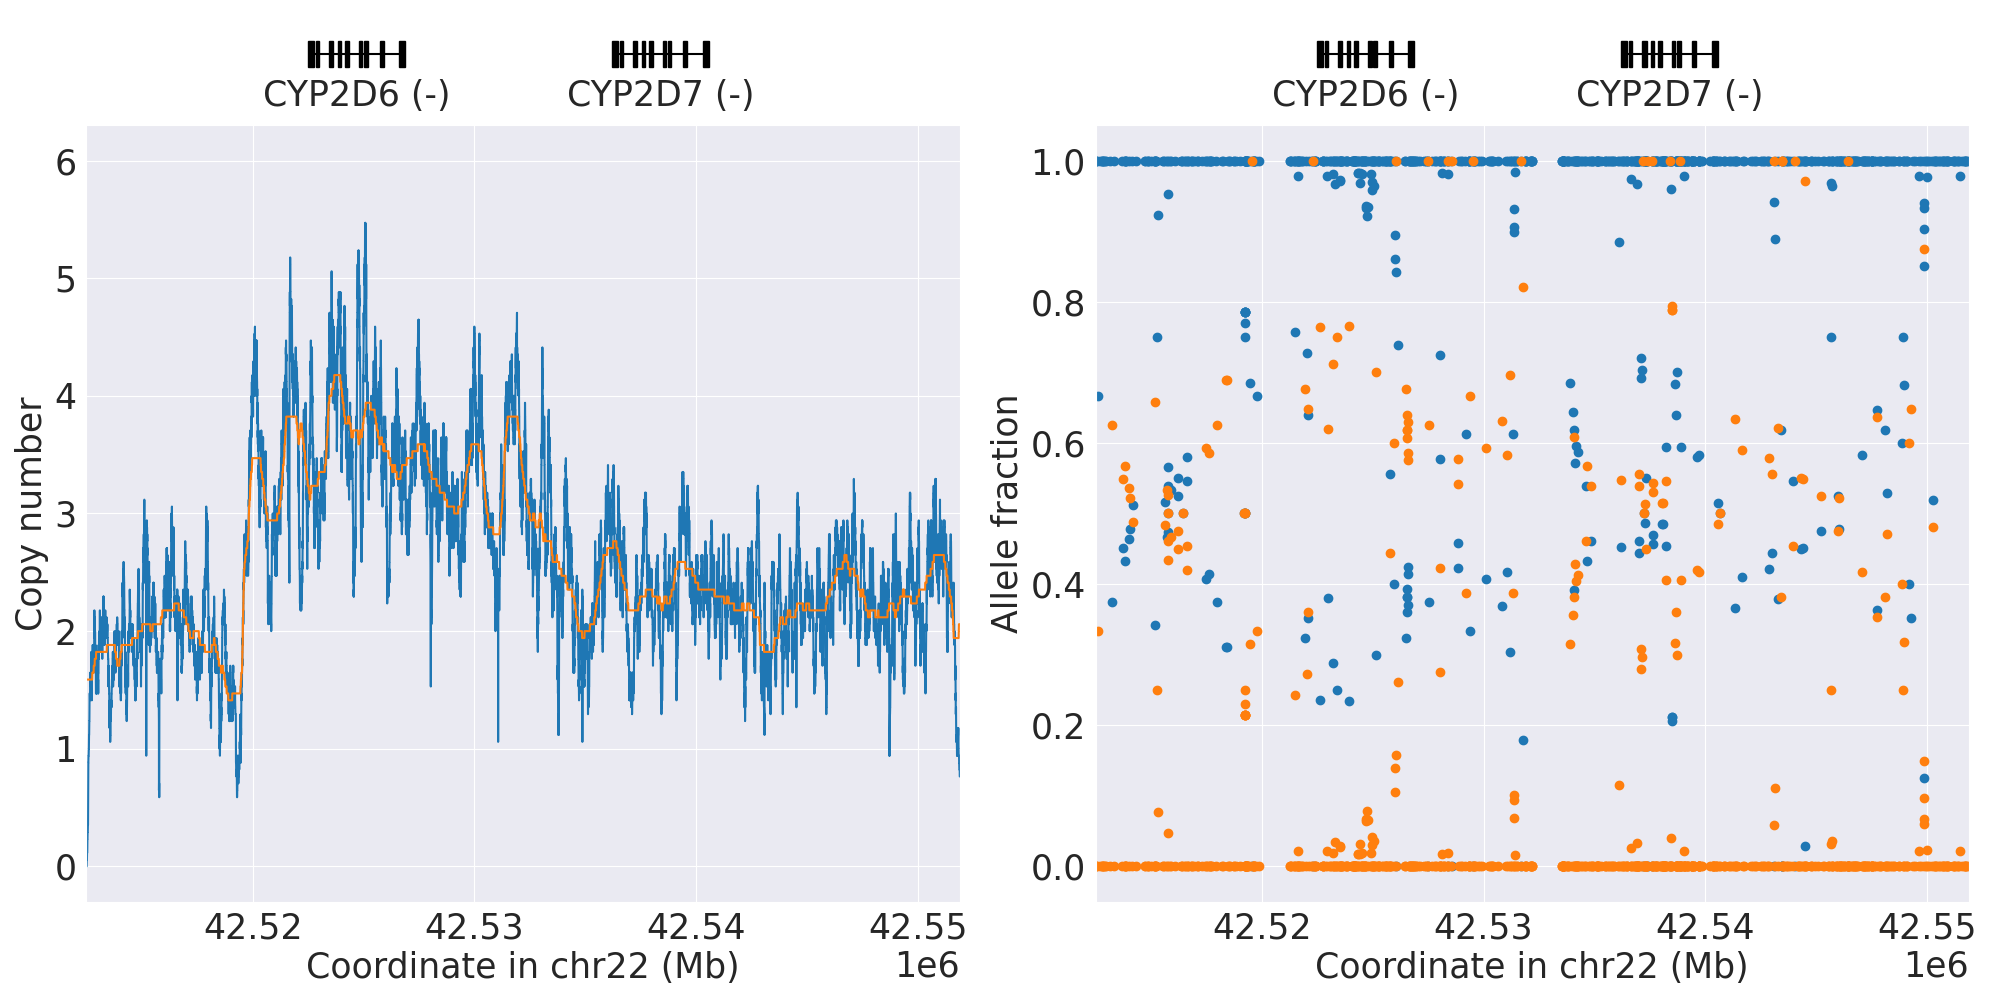 CYP2D6 (-)
CYP2D7 (-)
6
5
4
3
2
1
0
Copy number
42.52
42.53
42.54
42.55
Coordinate in chr22 (Mb)
1e6
CYP2D6 (-)
CYP2D7 (-)
1.0
0.8
0.6
0.4
0.2
0.0
Allele fraction
42.52
42.53
42.54
42.55
Coordinate in chr22 (Mb)
1e6